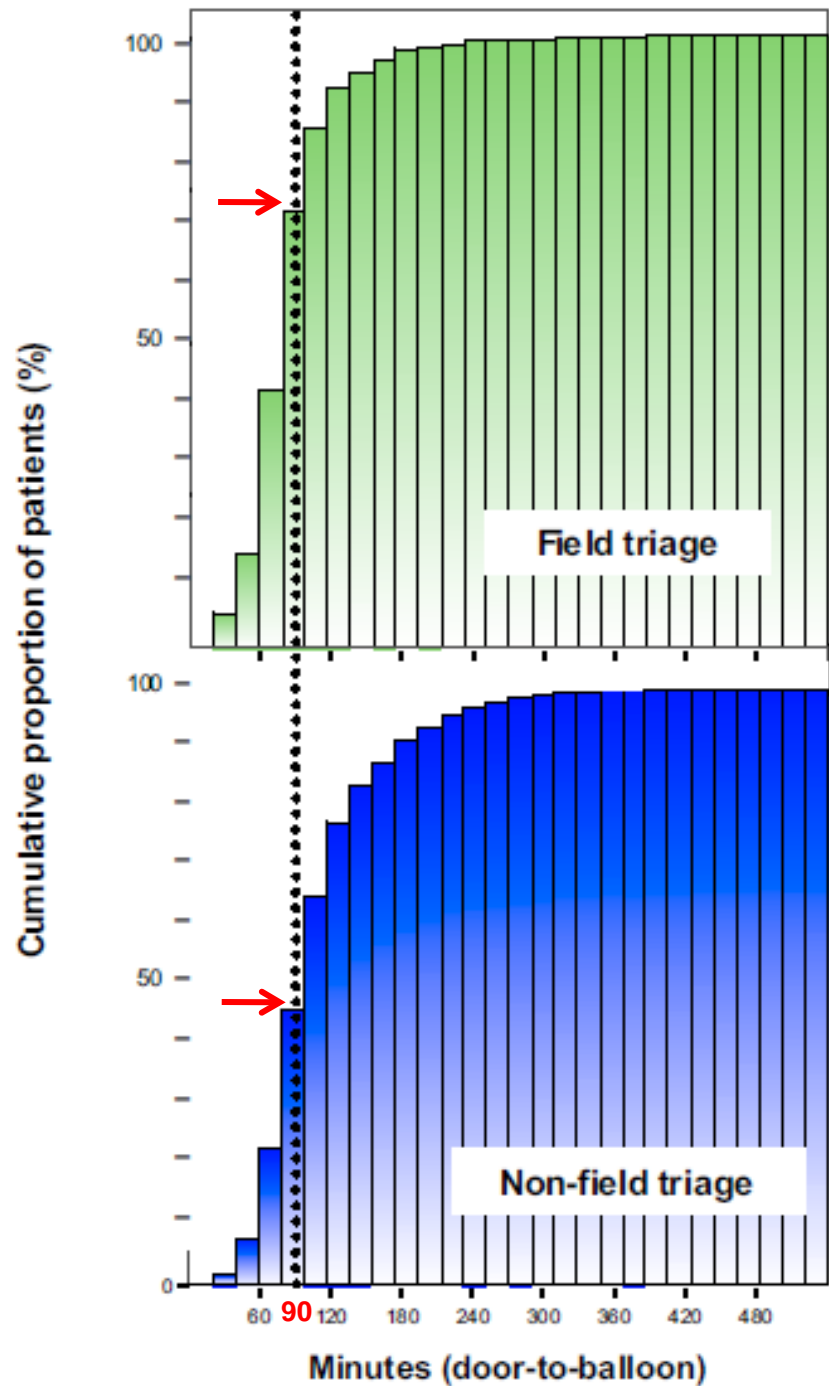 Cumulative proportion of patients (%)
100
50
Field triage
100
50
Non-field triage
0
60 90 120 180 240 300 360 420 480
Minutes (door-to-balloon)